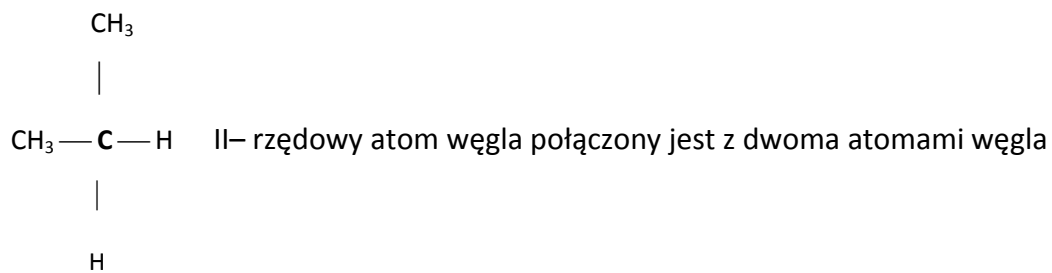 CH₃
|
CH₃ — C — H II– rzędowy atom węgla połączony jest z dwoma atomami węgla
|
H